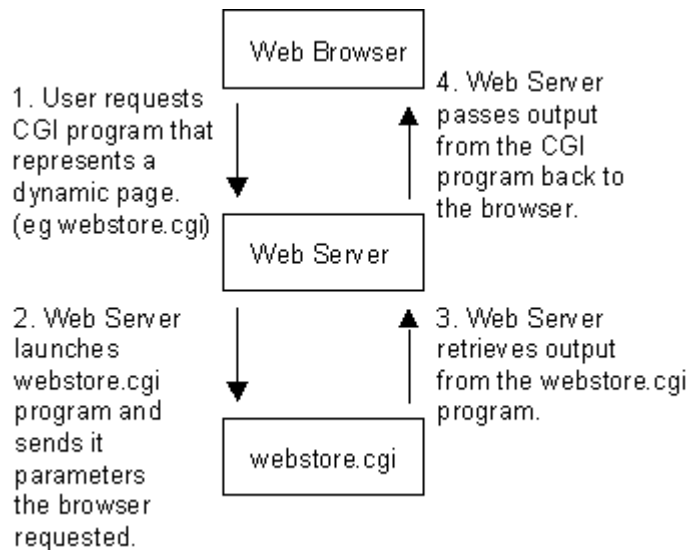 Web Browser
1. User requests
CGI program that
represents a
dynamic page.
(eg webstore.cgi)
4. Web Server
passes output
from the CGI
program back to
the browser.
Web Server
2. Web Server
launches
webstore.cgi
program and
sends it
parameters
the browser
requested.
3. Web Server
retrieves output
from the webstore.cgi
program.
webstore.cgi